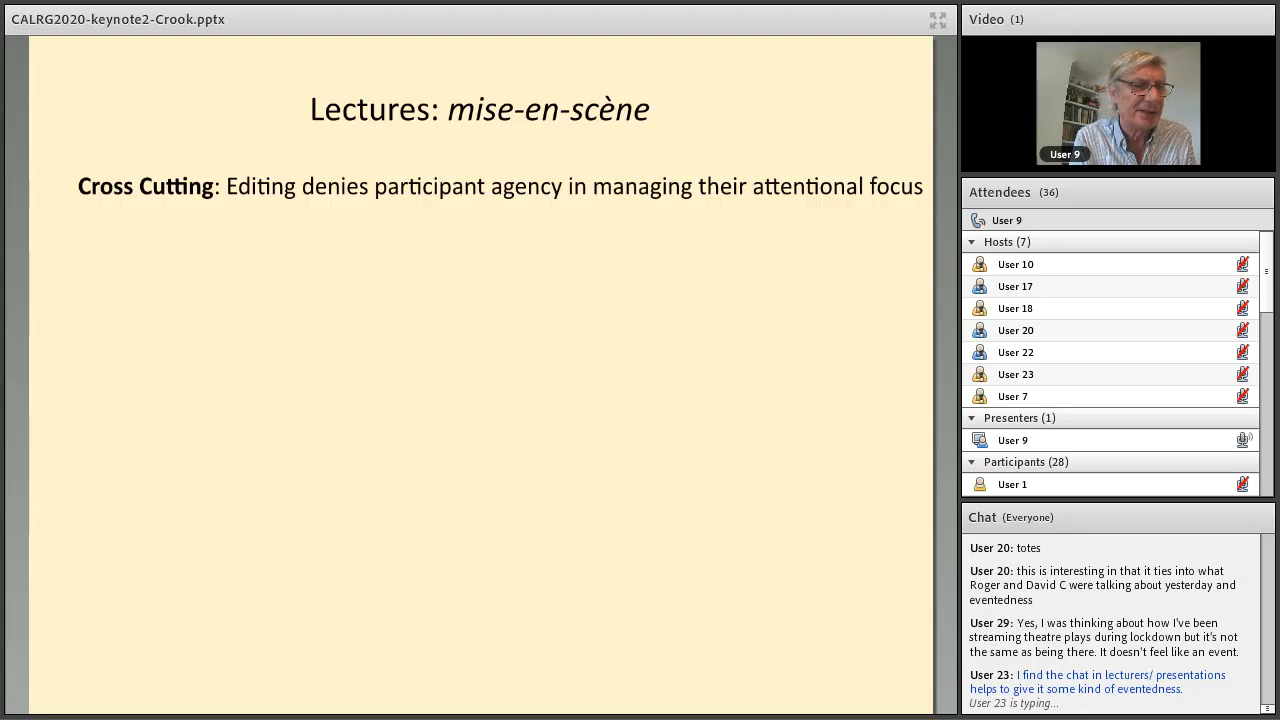 CALRG2020-keynote2-Crook.pptx
Lectures: mise-en-scène
Cross Cutting: Editing denies participant agency in managing their attentional focus
Video (1)
User 9
Attendees (36)
User 9
Hosts (7)
User 10
User 17
User 18
User 20
User 22
User 23
User 7
Presenters (1)
User 9
Participants (28)
User 1
Chat (Everyone)
User 20: totes
User 20: this is interesting in that it ties into what
Roger and David C were talking about yesterday and
eventedness
User 29: Yes, I was thinking about how I've been
streaming theatre plays during lockdown but it's not
the same as being there. It doesn't feel like an event.
User 23: I find the chat in lecturers/ presentations
helps to give it some kind of eventedness.
User 23 is typing...